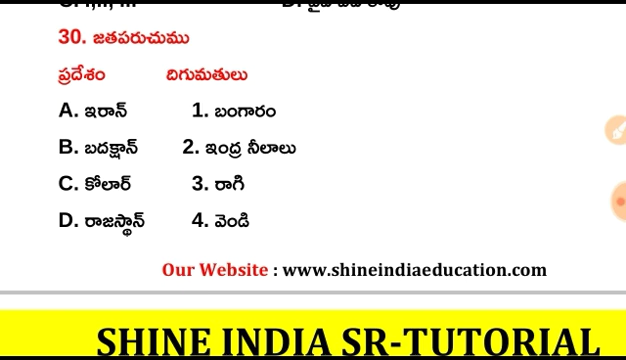 30. జతపరుచుము
ప్రదేశం దిగుమతులు
A. ఇరాన్ 1. బంగారం
B. బదక్షాన్ 2. ఇంద్ర నీలాలు
C. కోలార్ 3. రాగి
D. రాజస్థాన్ 4. వెండి
Our Website : www.shineindiaeducation.com
SHINE INDIA SR-TUTORIAL